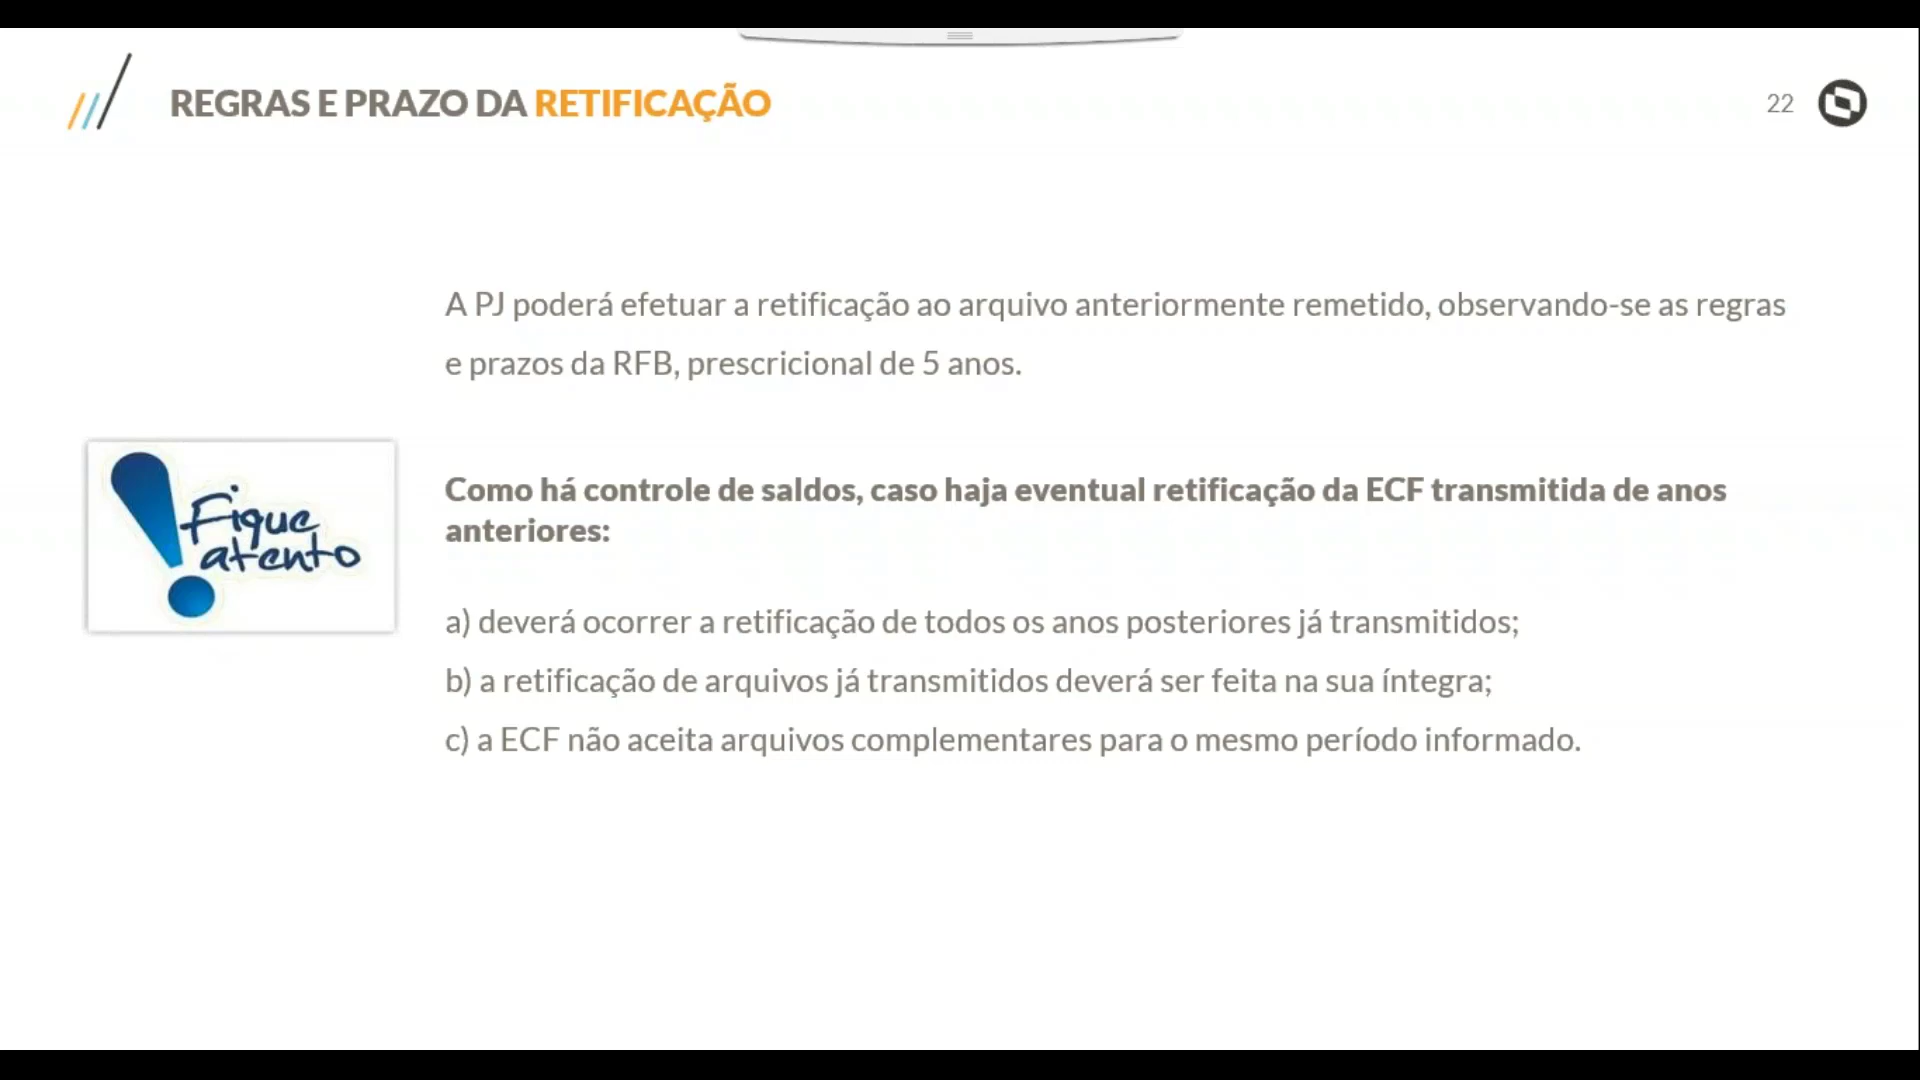 REGRAS E PRAZO DA RETIFICAÇÃO
22
A PJ poderá efetuar a retificação ao arquivo anteriormente remetido, observando-se as regras
e prazos da RFB, prescricional de 5 anos.
Fique
atento
Como há controle de saldos, caso haja eventual retificação da ECF transmitida de anos
anteriores:
a) deverá ocorrer a retificação de todos os anos posteriores já transmitidos;
b) a retificação de arquivos já transmitidos deverá ser feita na sua íntegra;
c) a ECF não aceita arquivos complementares para o mesmo período informado.